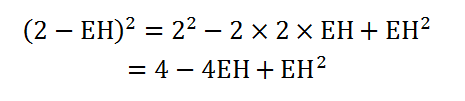 (2 − EH)² = 2² − 2 × 2 × EH + EH²
= 4 − 4EH + EH²